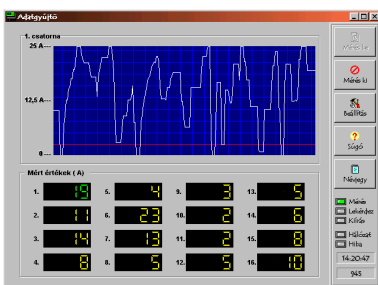 Adatgyűjtő
1. csatorna
25 A
12,5 A
0
Mérés be
Mérés ki
Beállítás
Súgó
Névjegy
Mért értékek ( A )
1. 19 5. 4 9. 3 13. 5
2. 11 6. 23 10. 2 14. 6
3. 14 7. 13 11. 2 15. 8
4. 8 8. 5 12. 5 16. 10
Mérés
Lekérdez
Kiírás
Hálózat
Hiba
14:20:47
945